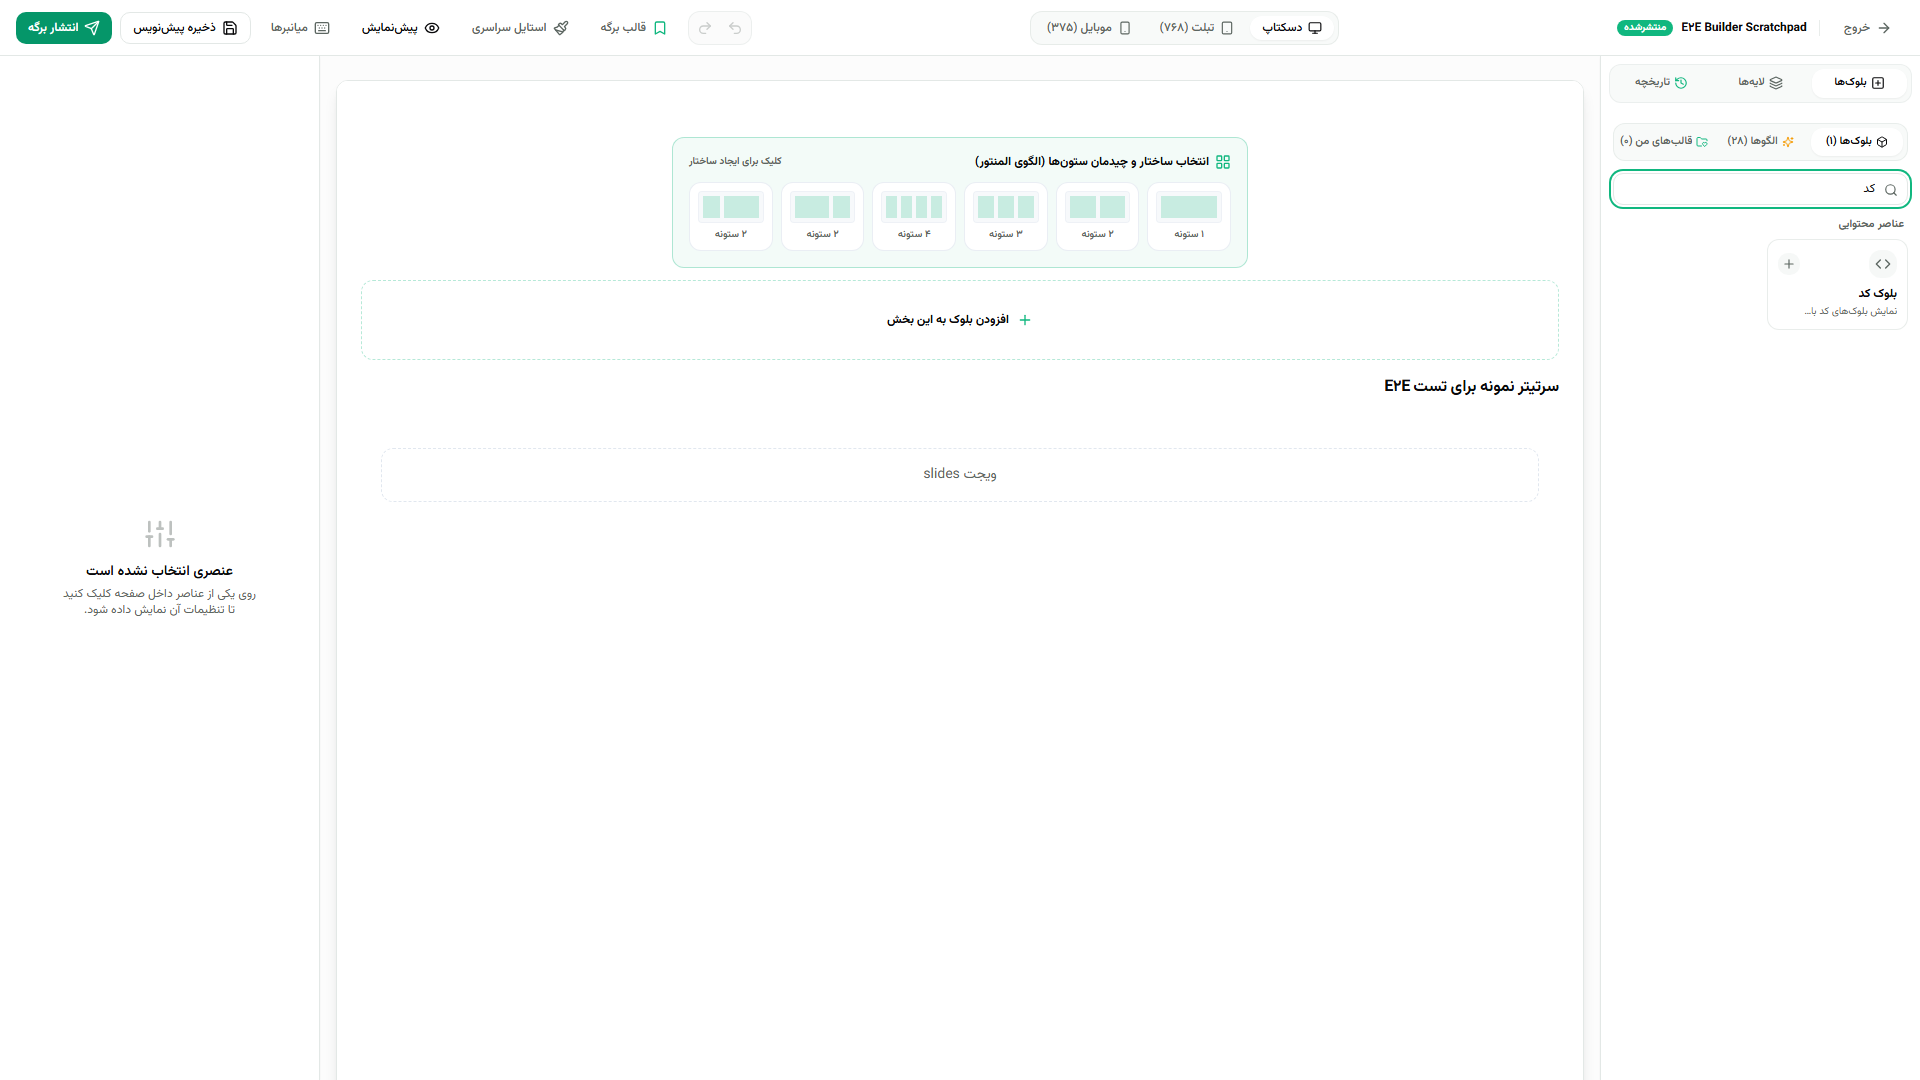 خروج
E۲E Builder Scratchpad
منتشرشده
دسکتاپ
تبلت (۷۶۸)
موبایل (۳۷۵)
قالب برگه
استایل سراسری
پیش‌نمایش
میانبرها
ذخیره پیش‌نویس
انتشار برگه
بلوک‌ها
لایه‌ها
تاریخچه
بلوک‌ها (۱)
الگوها (۲۸)
قالب‌های من (۰)
کد
عناصر محتوایی
بلوک کد
نمایش بلوک‌های کد با...
انتخاب ساختار و چیدمان ستون‌ها (الگوی المنتور)
کلیک برای ایجاد ساختار
۱ ستونه
۲ ستونه
۳ ستونه
۴ ستونه
۲ ستونه
۲ ستونه
افزودن بلوک به این بخش
سرتیتر نمونه برای تست E۲E
ویجت slides
عنصری انتخاب نشده است
روی یکی از عناصر داخل صفحه کلیک کنید
تا تنظیمات آن نمایش داده شود.